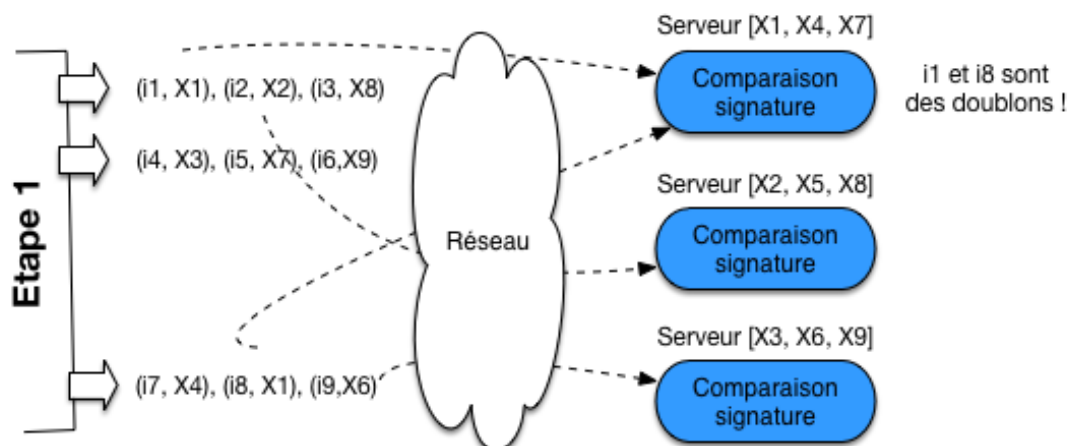 Etape 1
(i1, X1), (i2, X2), (i3, X8)
(i4, X3), (i5, X7), (i6,X9)
(i7, X4), (i8, X1), (i9,X6)
Réseau
Serveur [X1, X4, X7]
Comparaison
signature
i1 et i8 sont
des doublons !
Serveur [X2, X5, X8]
Comparaison
signature
Serveur [X3, X6, X9]
Comparaison
signature